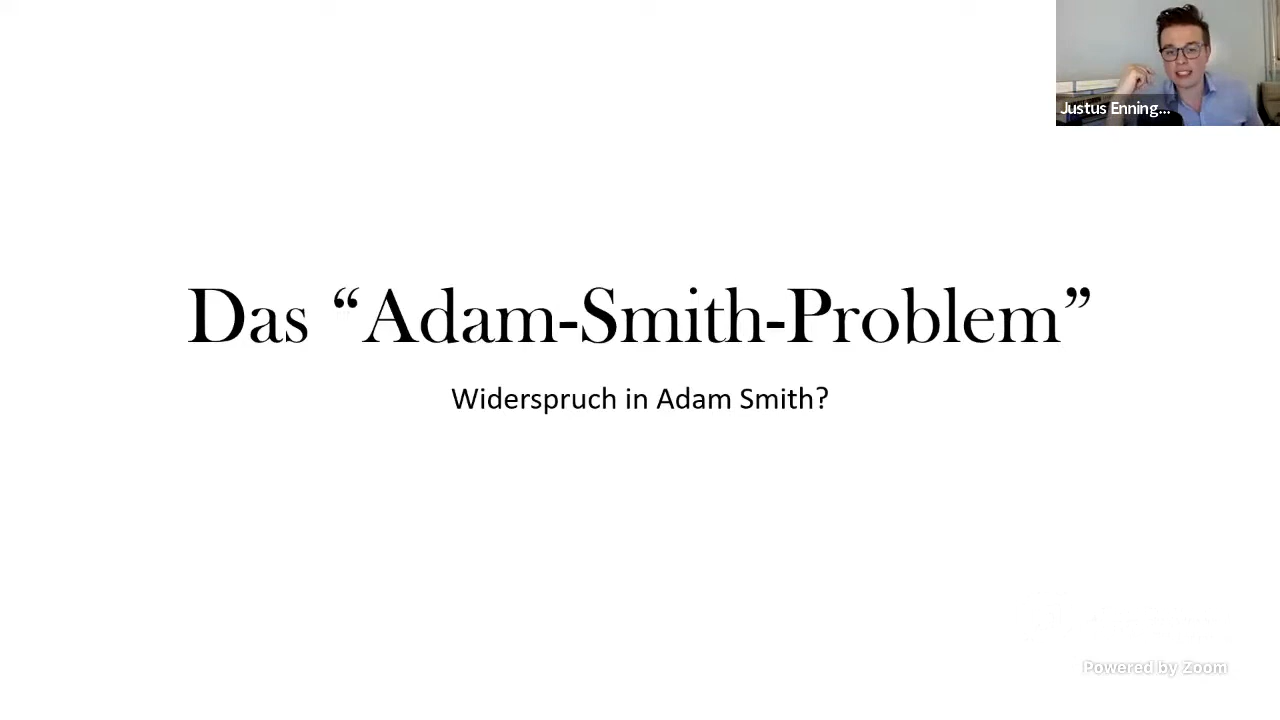 Justus Enning...
Das “Adam-Smith-Problem”
Widerspruch in Adam Smith?
Powered by Zoom